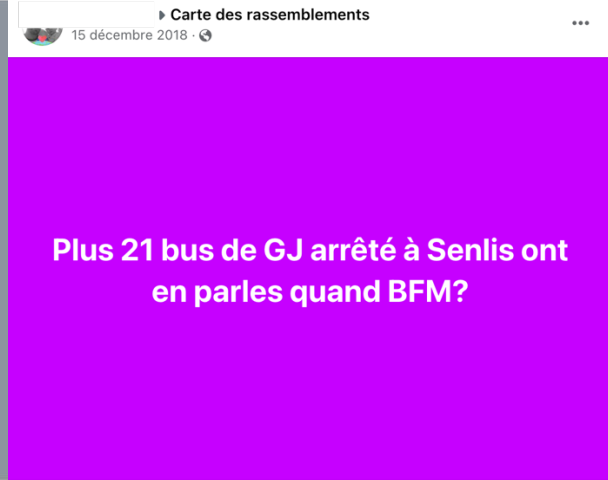 Carte des rassemblements
15 décembre 2018 ·
Plus 21 bus de GJ arrêté à Senlis ont
en parles quand BFM?